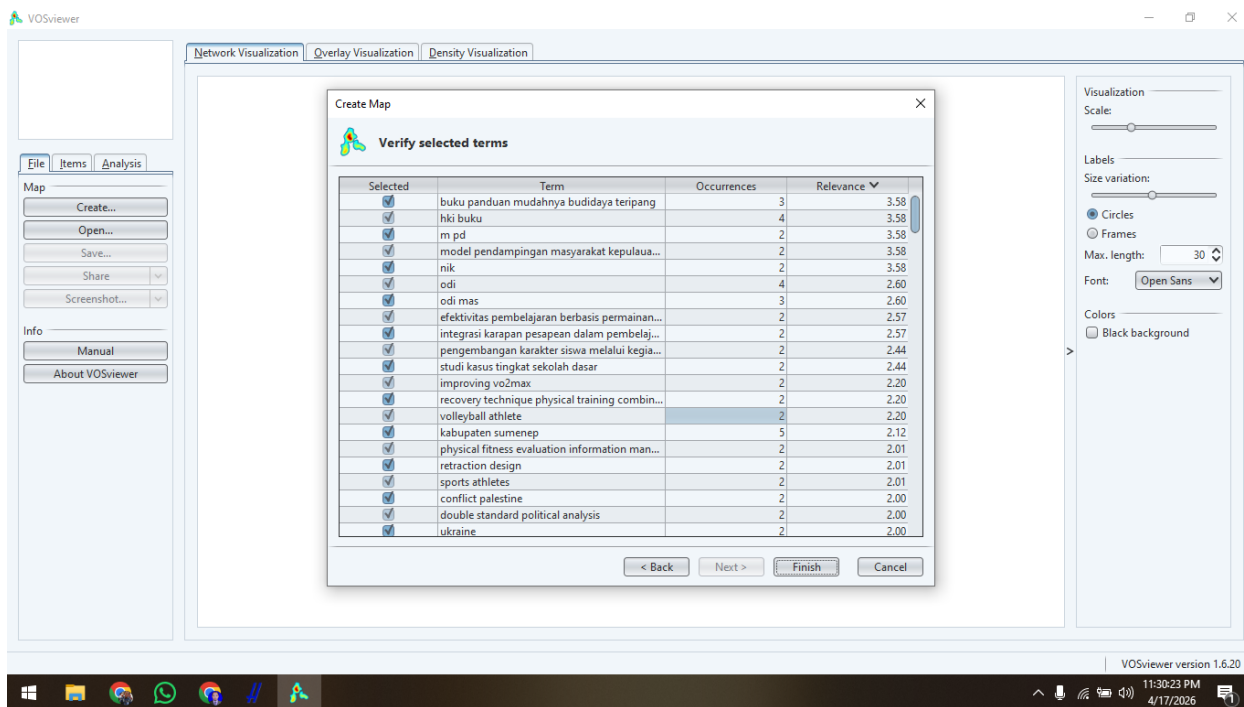 VOSviewer
Network Visualization Overlay Visualization Density Visualization
File Items Analysis
Map
Create...
Open...
Save...
Share
Screenshot...
Info
Manual
About VOSviewer
Create Map
Verify selected terms
Selected Term Occurrences Relevance
buku panduan mudahnya budidaya teripang 3 3.58
hki buku 4 3.58
m pd 2 3.58
model pendampingan masyarakat kepulaua... 2 3.58
nik 2 3.58
odi 4 2.60
odi mas 3 2.60
efektivitas pembelajaran berbasis permainan... 2 2.57
integrasi karapan pesapean dalam pembelaj... 2 2.57
pengembangan karakter siswa melalui kegia... 2 2.44
studi kasus tingkat sekolah dasar 2 2.44
improving vo2max 2 2.20
recovery technique physical training combin... 2 2.20
volleyball athlete 2 2.20
kabupaten sumenep 5 2.12
physical fitness evaluation information man... 2 2.01
retraction design 2 2.01
sports athletes 2 2.01
conflict palestine 2 2.00
double standard political analysis 2 2.00
ukraine 2 2.00
< Back Next > Finish Cancel
>
Visualization
Scale:
Labels
Size variation:
Circles
Frames
Max. length: 30
Font: Open Sans
Colors
Black background
VOSviewer version 1.6.20
11:30:23 PM
4/17/2026
1